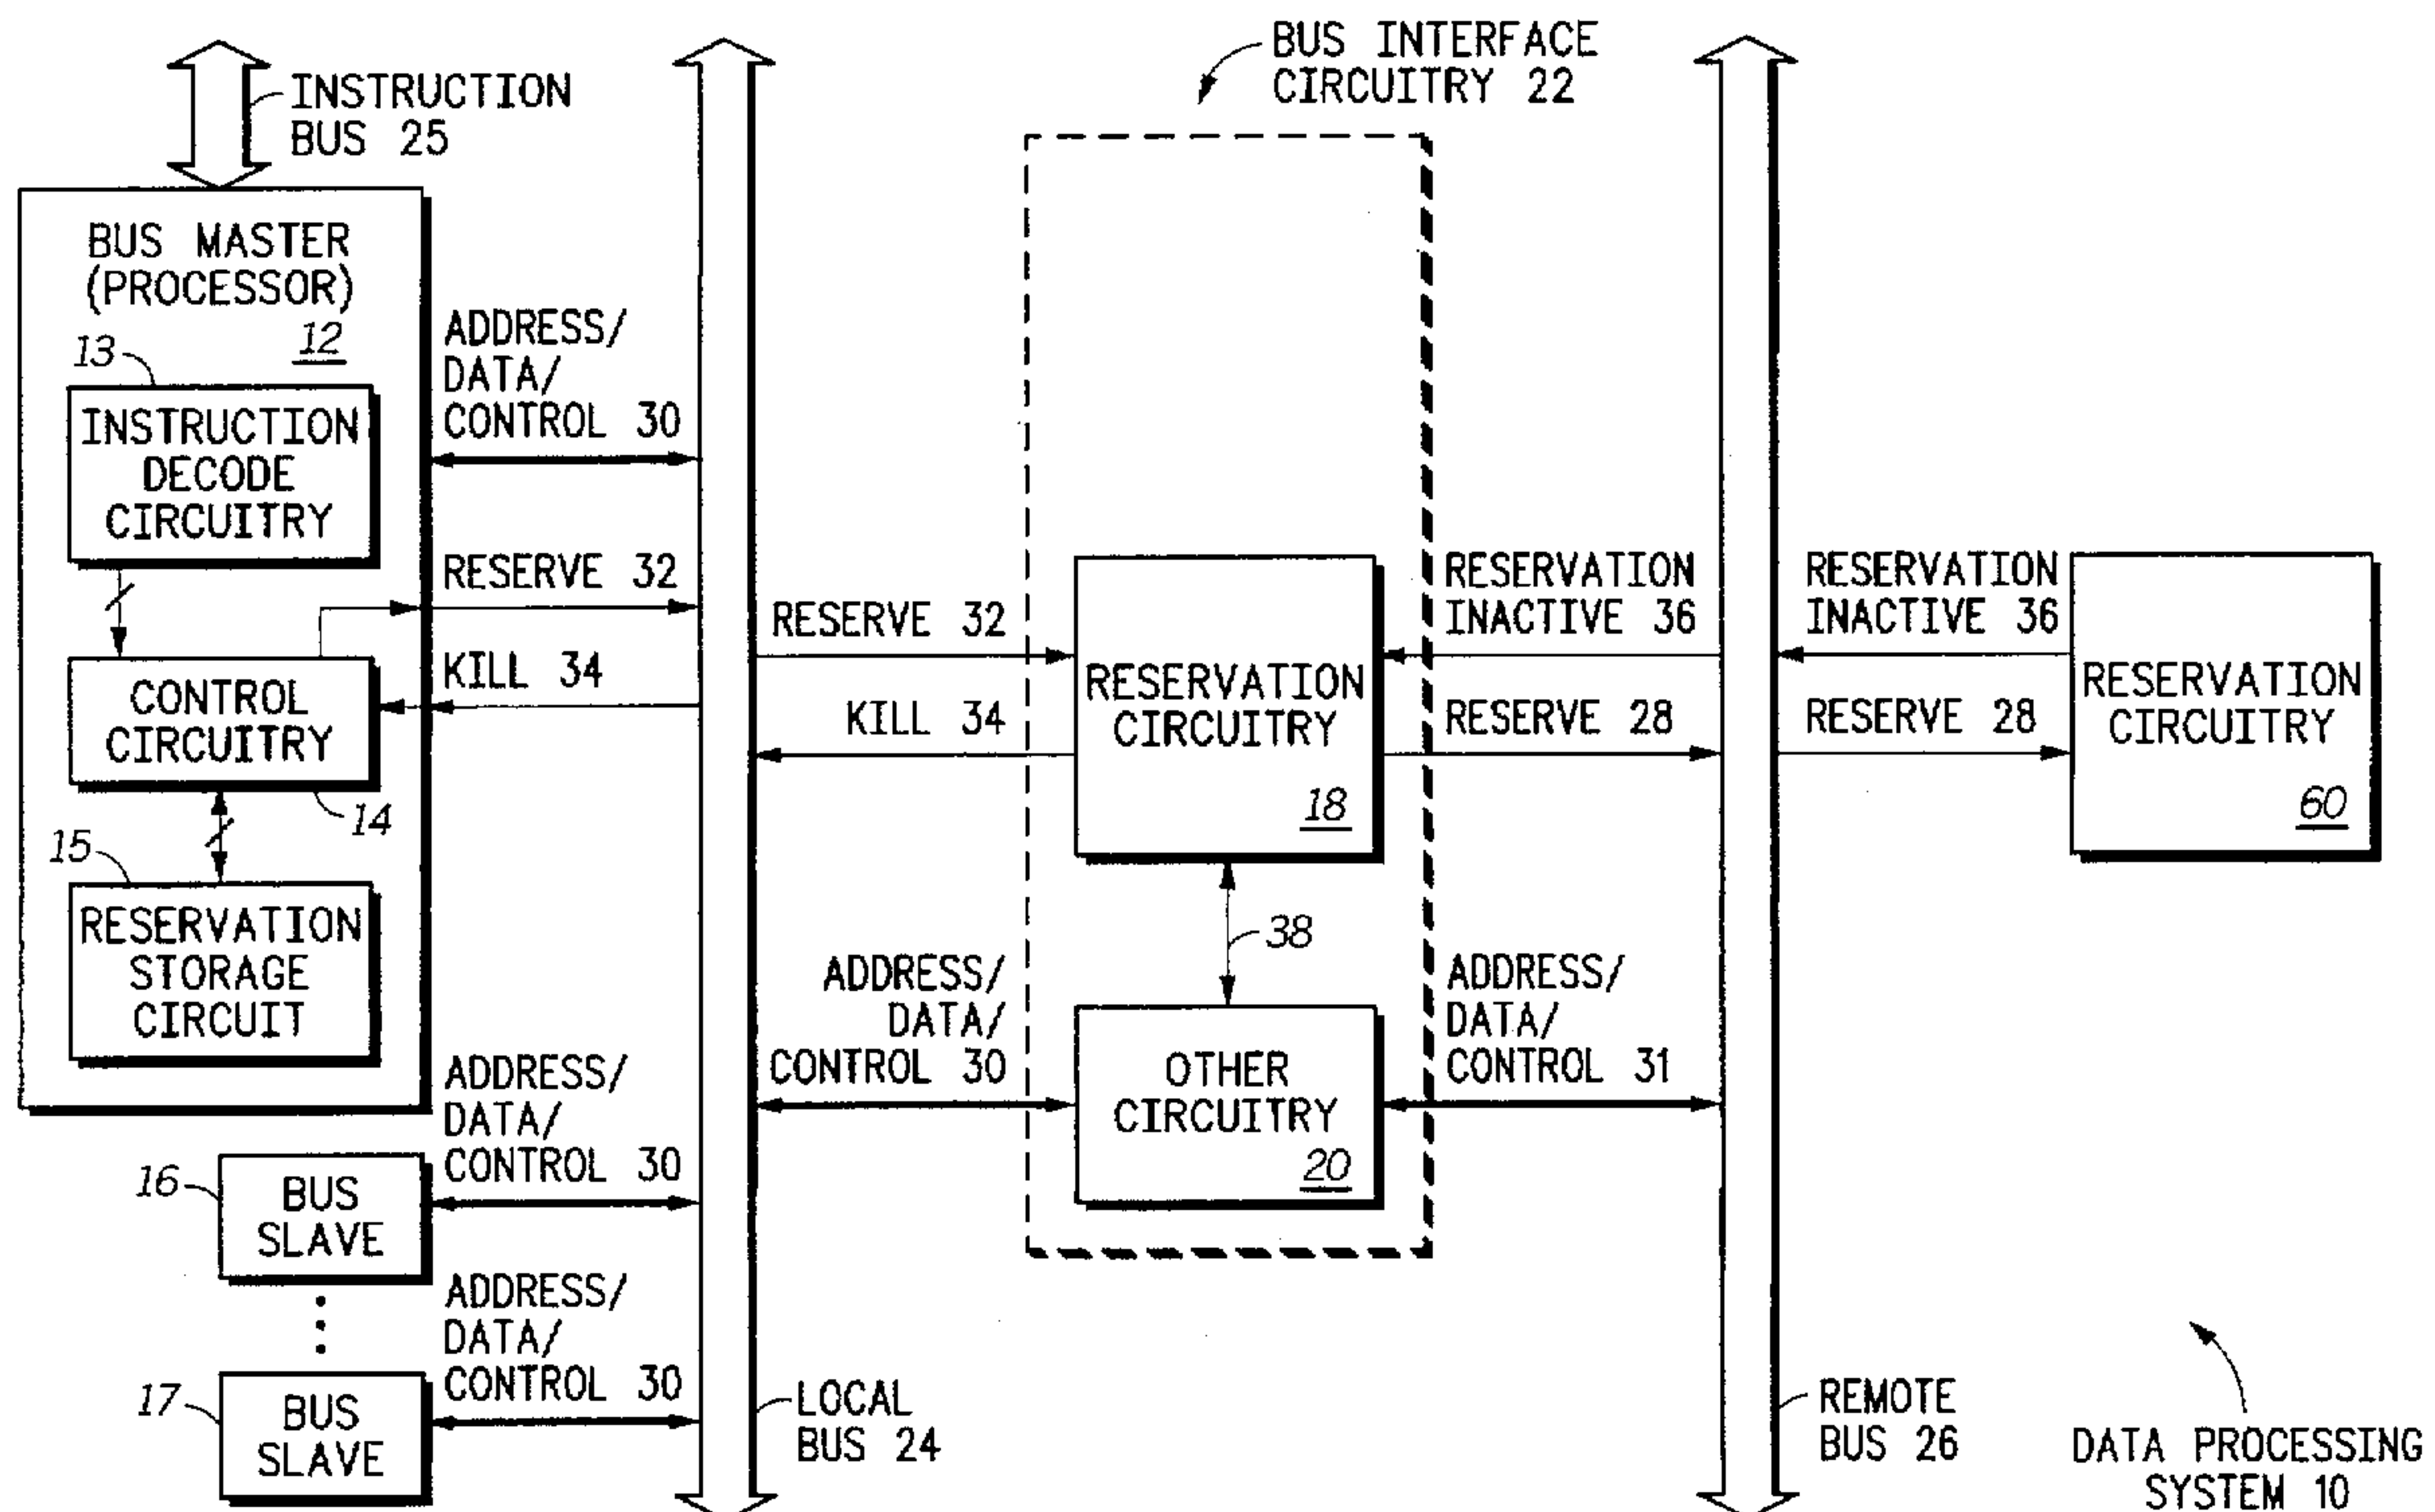 INSTRUCTION
BUS 25
BUS MASTER
(PROCESSOR)
12
13
INSTRUCTION
DECODE
CIRCUITRY
CONTROL
CIRCUITRY
14
15
RESERVATION
STORAGE
CIRCUIT
ADDRESS/
DATA/
CONTROL 30
RESERVE 32
KILL 34
ADDRESS/
DATA/
CONTROL 30
16
BUS
SLAVE
ADDRESS/
DATA/
CONTROL 30
17
BUS
SLAVE
LOCAL
BUS 24
BUS INTERFACE
CIRCUITRY 22
RESERVE 32
KILL 34
RESERVATION
CIRCUITRY
18
38
ADDRESS/
DATA/
CONTROL 30
OTHER
CIRCUITRY
20
RESERVATION
INACTIVE 36
RESERVE 28
ADDRESS/
DATA/
CONTROL 31
RESERVATION
INACTIVE 36
RESERVE 28
RESERVATION
CIRCUITRY
60
REMOTE
BUS 26
DATA PROCESSING
SYSTEM 10